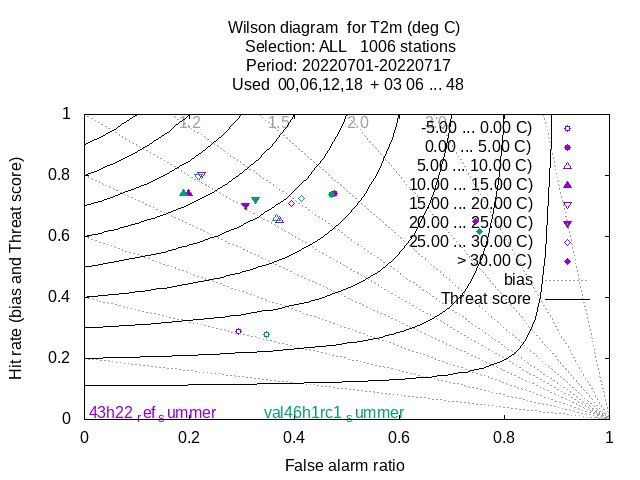 Wilson diagram for T2m (deg C)
Selection: ALL 1006 stations
Period: 20220701-20220717
Used 00,06,12,18 + 03 06 ... 48
Hit rate (bias and Threat score)
1
0.8
0.6
0.4
0.2
0
1.2
1.5
2.0
3.0
-5.00 ... 0.00 C)
0.00 ... 5.00 C)
5.00 ... 10.00 C)
10.00 ... 15.00 C)
15.00 ... 20.00 C)
20.00 ... 25.00 C)
25.00 ... 30.00 C)
> 30.00 C)
bias
Threat score
43h22_ref_summer val46h1rc1_summer
0 0.2 0.4 0.6 0.8 1
False alarm ratio